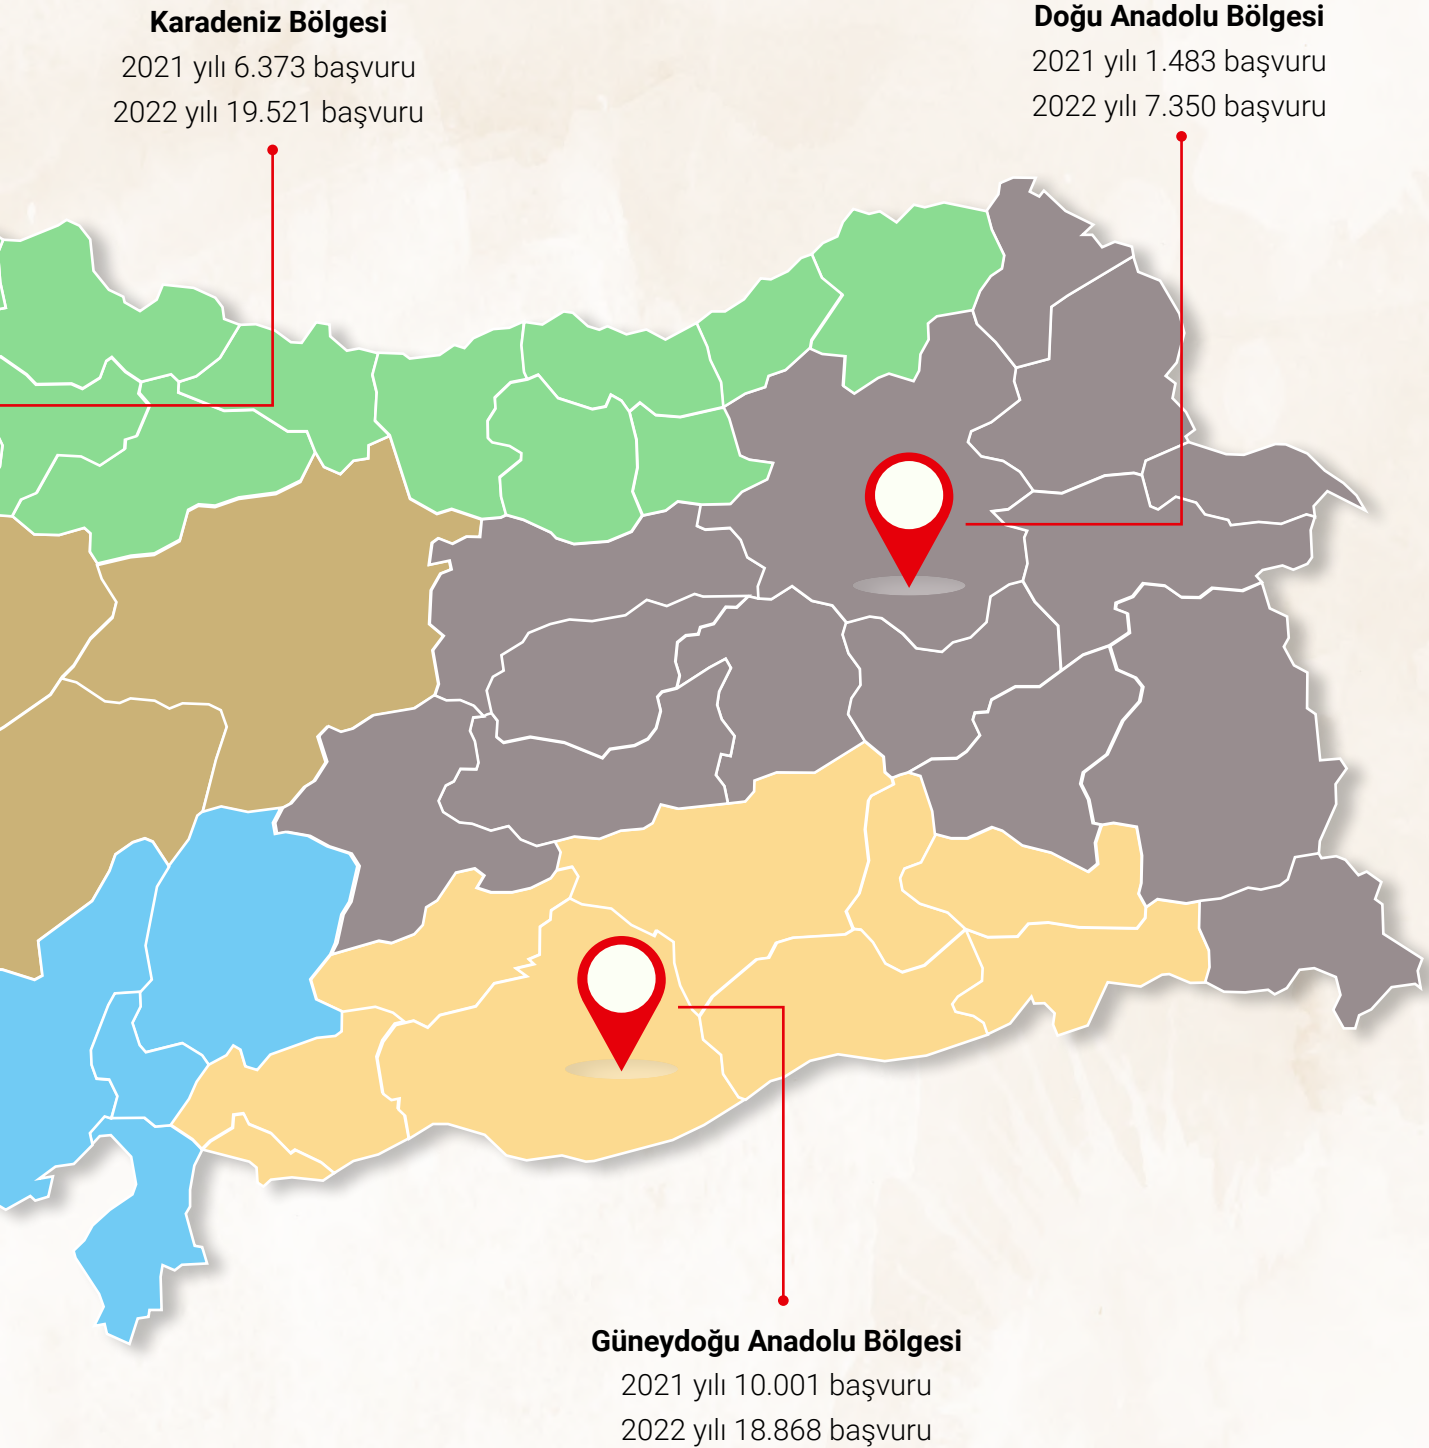 Karadeniz Bölgesi
2021 yılı 6.373 başvuru
2022 yılı 19.521 başvuru
Doğu Anadolu Bölgesi
2021 yılı 1.483 başvuru
2022 yılı 7.350 başvuru
Güneydoğu Anadolu Bölgesi
2021 yılı 10.001 başvuru
2022 yılı 18.868 başvuru